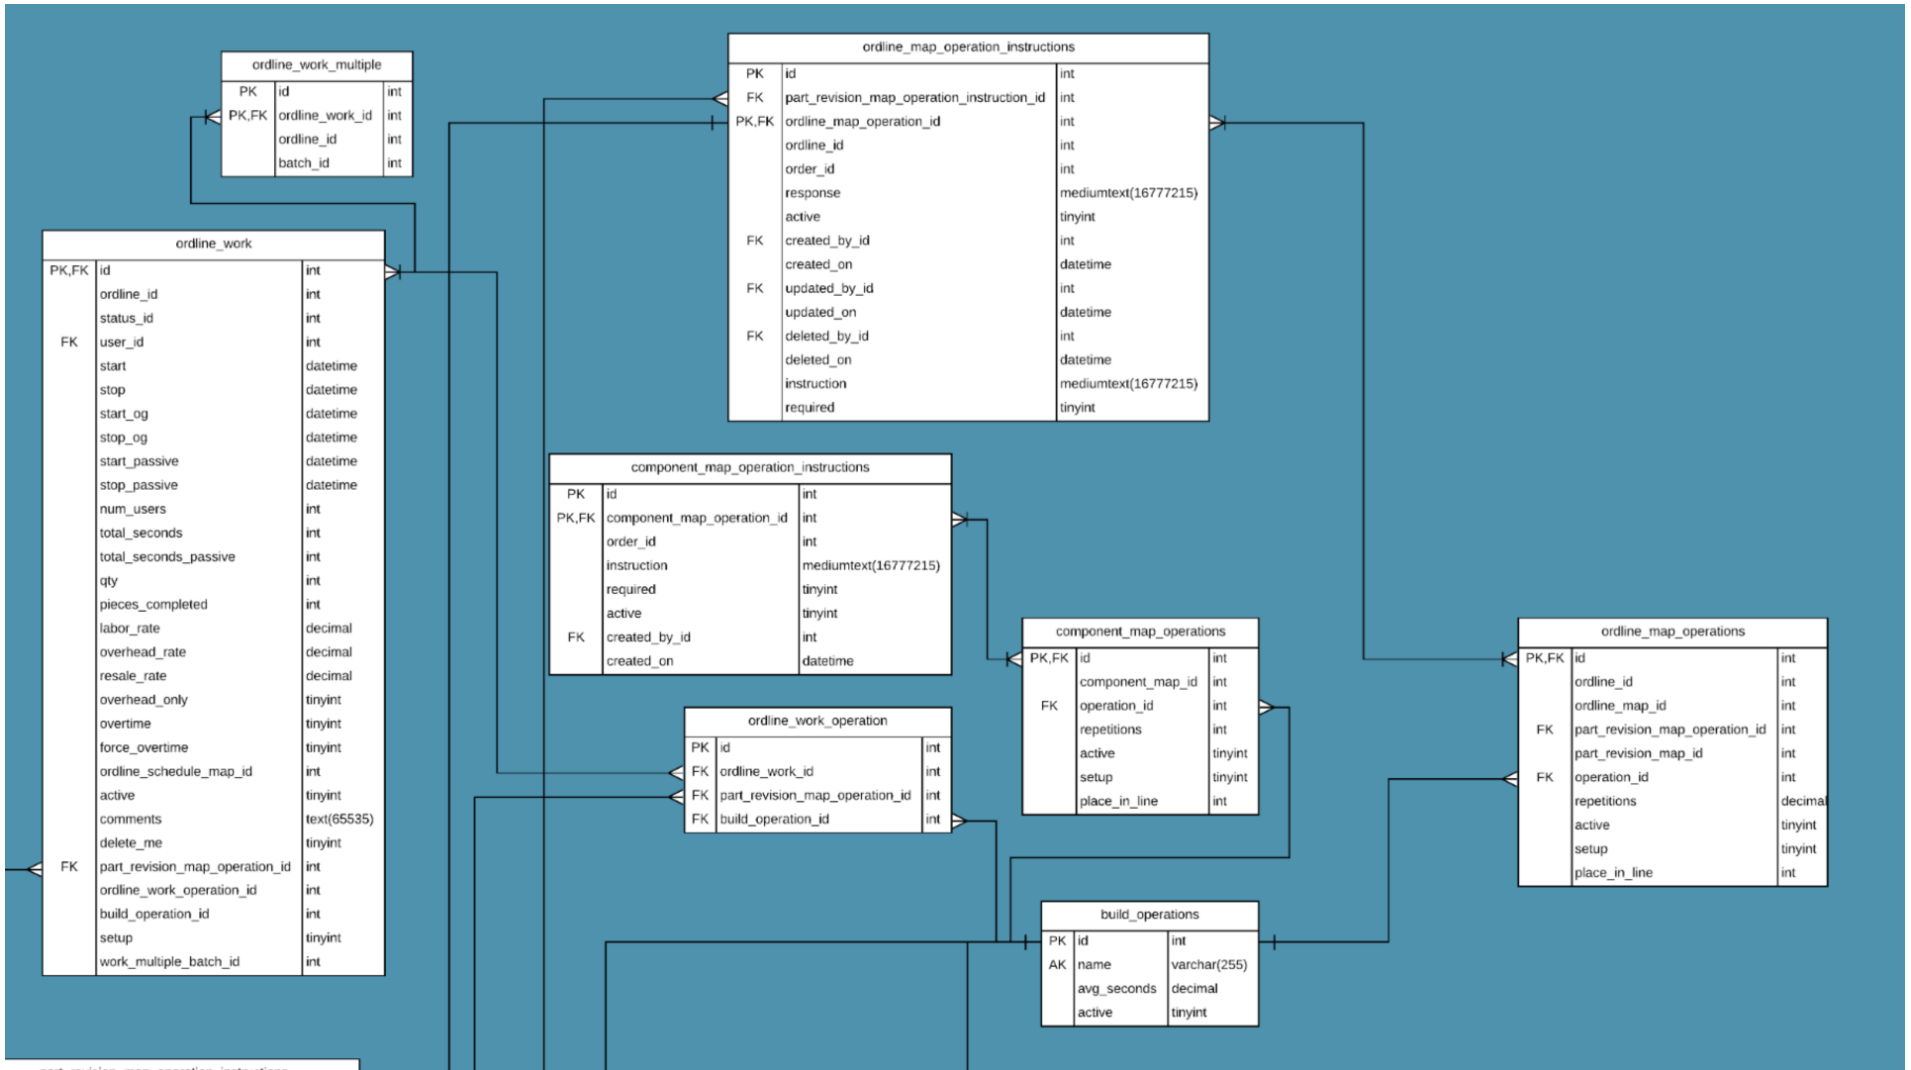 ordline_work_multiple
PK id int
PK,FK ordline_work_id int
ordline_id int
batch_id int
ordline_map_operation_instructions
PK id int
FK part_revision_map_operation_instruction_id int
PK,FK ordline_map_operation_id int
ordline_id int
order_id int
response mediumtext(16777215)
active tinyint
FK created_by_id int
created_on datetime
FK updated_by_id int
updated_on datetime
FK deleted_by_id int
deleted_on datetime
instruction mediumtext(16777215)
required tinyint
ordline_work
PK,FK id int
ordline_id int
status_id int
FK user_id int
start datetime
stop datetime
start_og datetime
stop_og datetime
start_passive datetime
stop_passive datetime
num_users int
total_seconds int
total_seconds_passive int
qty int
pieces_completed int
labor_rate decimal
overhead_rate decimal
resale_rate decimal
overhead_only tinyint
overtime tinyint
force_overtime tinyint
ordline_schedule_map_id int
active tinyint
comments text(65535)
delete_me tinyint
FK part_revision_map_operation_id int
ordline_work_operation_id int
build_operation_id int
setup tinyint
work_multiple_batch_id int
component_map_operation_instructions
PK id int
PK,FK component_map_operation_id int
order_id int
instruction mediumtext(16777215)
required tinyint
active tinyint
FK created_by_id int
created_on datetime
component_map_operations
PK,FK id int
component_map_id int
FK operation_id int
repetitions int
active tinyint
setup tinyint
place_in_line int
ordline_map_operations
PK,FK id int
ordline_id int
ordline_map_id int
FK part_revision_map_operation_id int
part_revision_map_id int
FK operation_id int
repetitions decimal
active tinyint
setup tinyint
place_in_line int
ordline_work_operation
PK id int
FK ordline_work_id int
FK part_revision_map_operation_id int
FK build_operation_id int
build_operations
PK id int
AK name varchar(255)
avg_seconds decimal
active tinyint